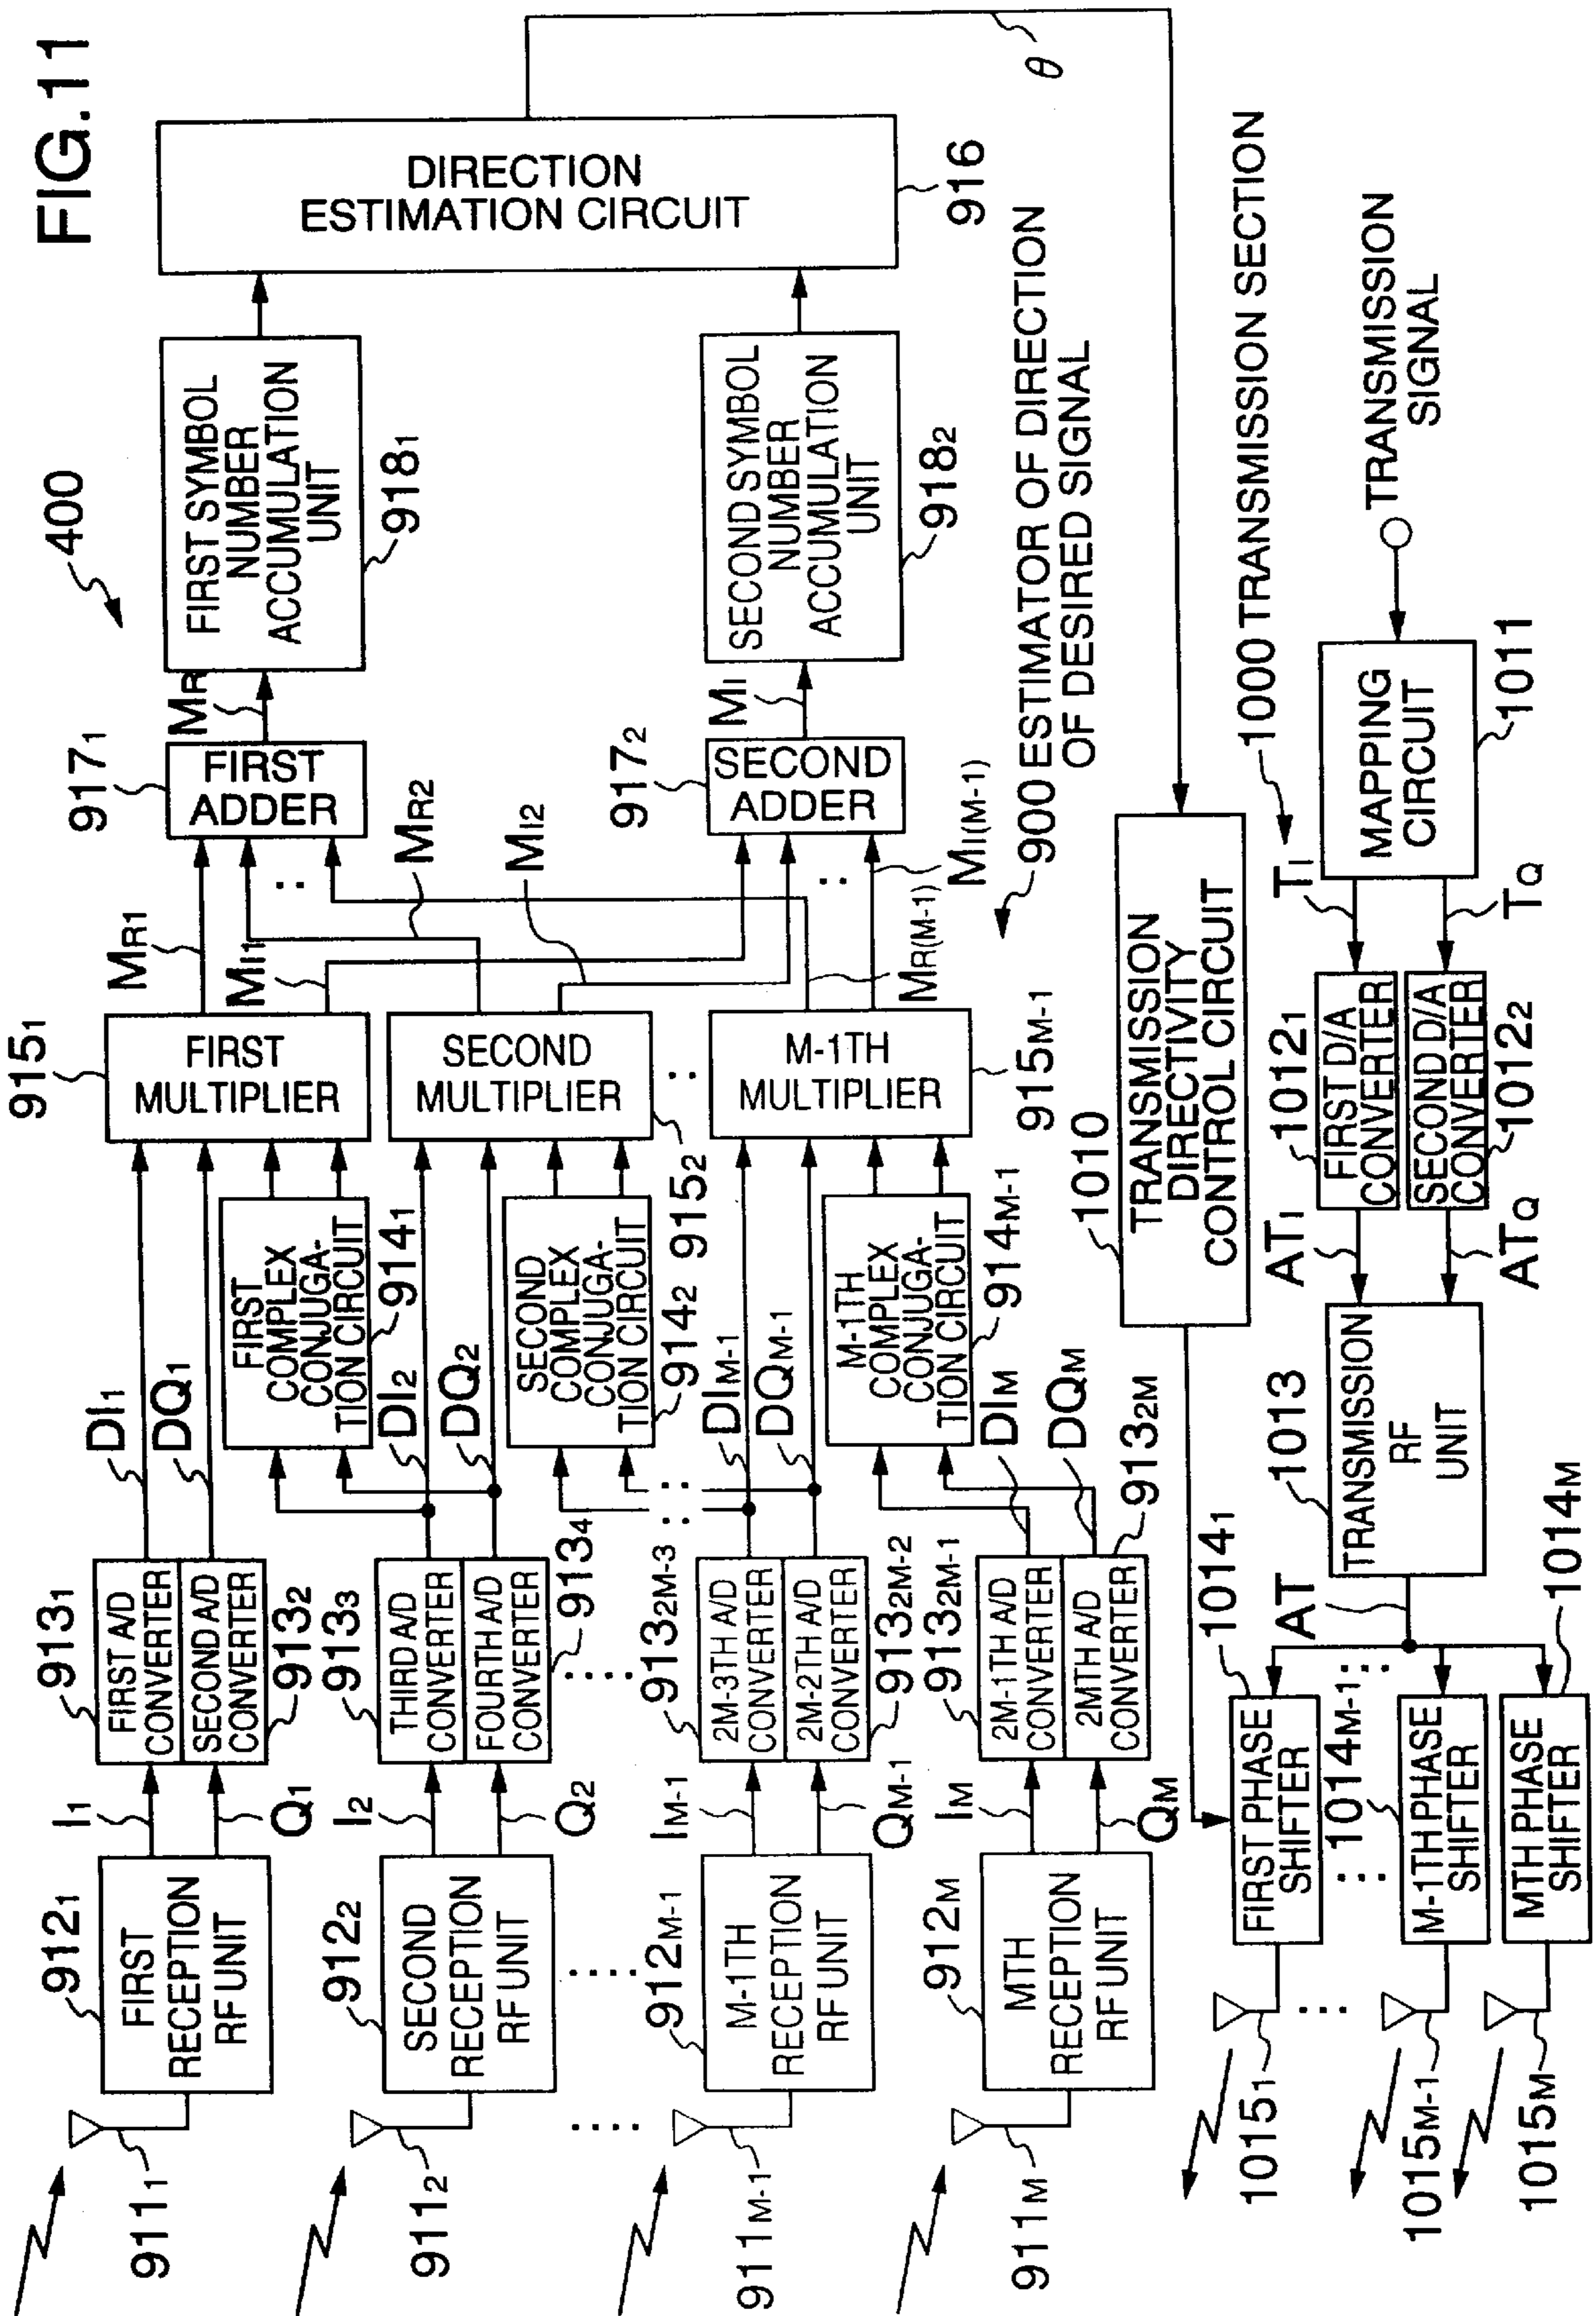 FIG.11
400
911₁
912₁
FIRST
RECEPTION
RF UNIT
I₁
Q₁
913₁
FIRST A/D
CONVERTER
SECOND A/D
CONVERTER
913₂
DI₁
DQ₁
FIRST
COMPLEX
CONJUGA-
TION CIRCUIT
914₁
915₁
FIRST
MULTIPLIER
MR1
MI1
917₁
FIRST
ADDER
MR
FIRST SYMBOL
NUMBER
ACCUMULATION
UNIT
918₁
DIRECTION
ESTIMATION CIRCUIT
916
θ
911₂
912₂
SECOND
RECEPTION
RF UNIT
I₂
Q₂
913₃
THIRD A/D
CONVERTER
FOURTH A/D
CONVERTER
913₄
DI₂
DQ₂
SECOND
COMPLEX
CONJUGA-
TION CIRCUIT
914₂
SECOND
MULTIPLIER
915₂
MR2
MI2
917₂
SECOND
ADDER
MI
SECOND SYMBOL
NUMBER
ACCUMULATION
UNIT
918₂
911M-1
912M-1
M-1TH
RECEPTION
RF UNIT
IM-1
QM-1
913₂M-3
2M-3TH A/D
CONVERTER
2M-2TH A/D
CONVERTER
913₂M-2
DIM-1
DQM-1
M-1TH
COMPLEX
CONJUGA-
TION CIRCUIT
914M-1
M-1TH
MULTIPLIER
915M-1
MR(M-1)
MI(M-1)
900 ESTIMATOR OF DIRECTION
OF DESIRED SIGNAL
911M
912M
MTH
RECEPTION
RF UNIT
IM
QM
913₂M-1
2M-1TH A/D
CONVERTER
2MTH A/D
CONVERTER
913₂M
DIM
DQM
1010
TRANSMISSION
DIRECTIVITY
CONTROL CIRCUIT
1000 TRANSMISSION SECTION
1015₁
1015M-1
1015M
FIRST PHASE
SHIFTER
1014₁
1014M-1
M-1TH PHASE
SHIFTER
MTH PHASE
SHIFTER
1014M
AT
1013
TRANSMISSION
RF
UNIT
ATI
ATQ
FIRST D/A
CONVERTER
1012₁
SECOND D/A
CONVERTER
1012₂
TI
TQ
MAPPING
CIRCUIT
1011
TRANSMISSION
SIGNAL